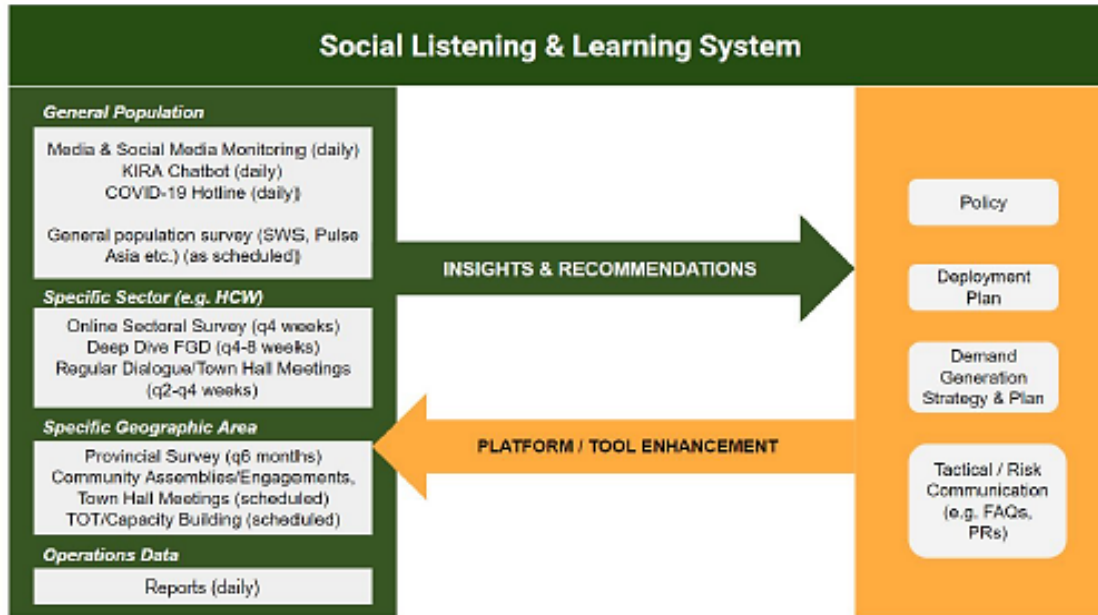 Social Listening & Learning System
General Population
Media & Social Media Monitoring (daily)
KIRA Chatbot (daily)
COVID-19 Hotline (daily)
General population survey (SWS, Pulse
Asia etc.) (as scheduled)
Specific Sector (e.g. HCW)
Online Sectoral Survey (q4 weeks)
Deep Dive FGD (q4-8 weeks)
Regular Dialogue/Town Hall Meetings
(q2-q4 weeks)
Specific Geographic Area
Provincial Survey (q6 months)
Community Assemblies/Engagements,
Town Hall Meetings (scheduled)
TOT/Capacity Building (scheduled)
Operations Data
Reports (daily)
INSIGHTS & RECOMMENDATIONS
PLATFORM / TOOL ENHANCEMENT
Policy
Deployment
Plan
Demand
Generation
Strategy & Plan
Tactical / Risk
Communication
(e.g. FAQs,
PRs)